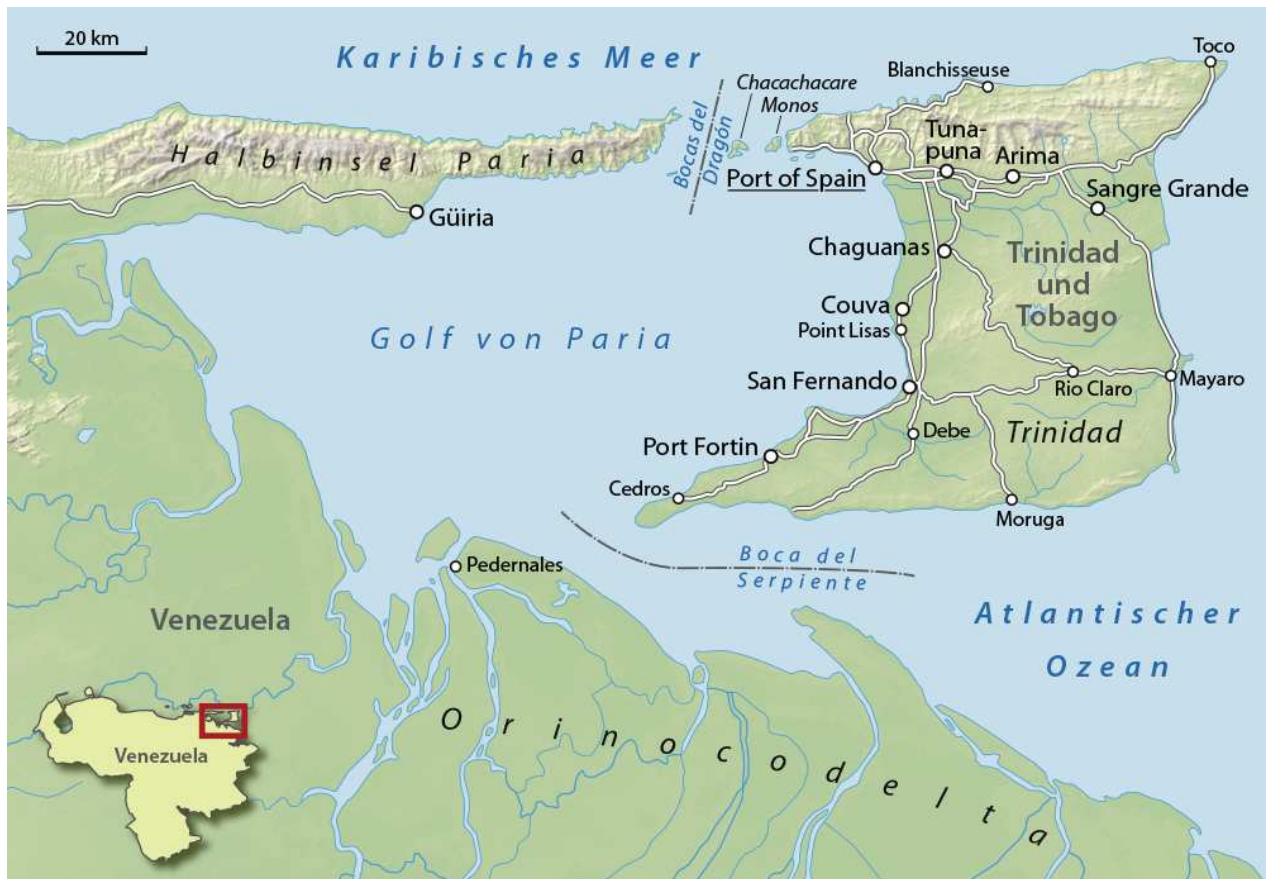 20 km
Karibisches Meer
Toco
Blanchisseuse
Chacachacare
Monos
Bocas del
Dragón
Halbinsel Paria
Tuna-
puna
Arima
Port of Spain
Sangre Grande
Güiria
Chaguanas
Trinidad
und
Tobago
Couva
Point Lisas
Golf von Paria
San Fernando
Rio Claro
Mayaro
Debe
Trinidad
Port Fortin
Cedros
Moruga
Boca del
Serpiente
Pedernales
Venezuela
Atlantischer
Ozean
Orinocodelta
Venezuela